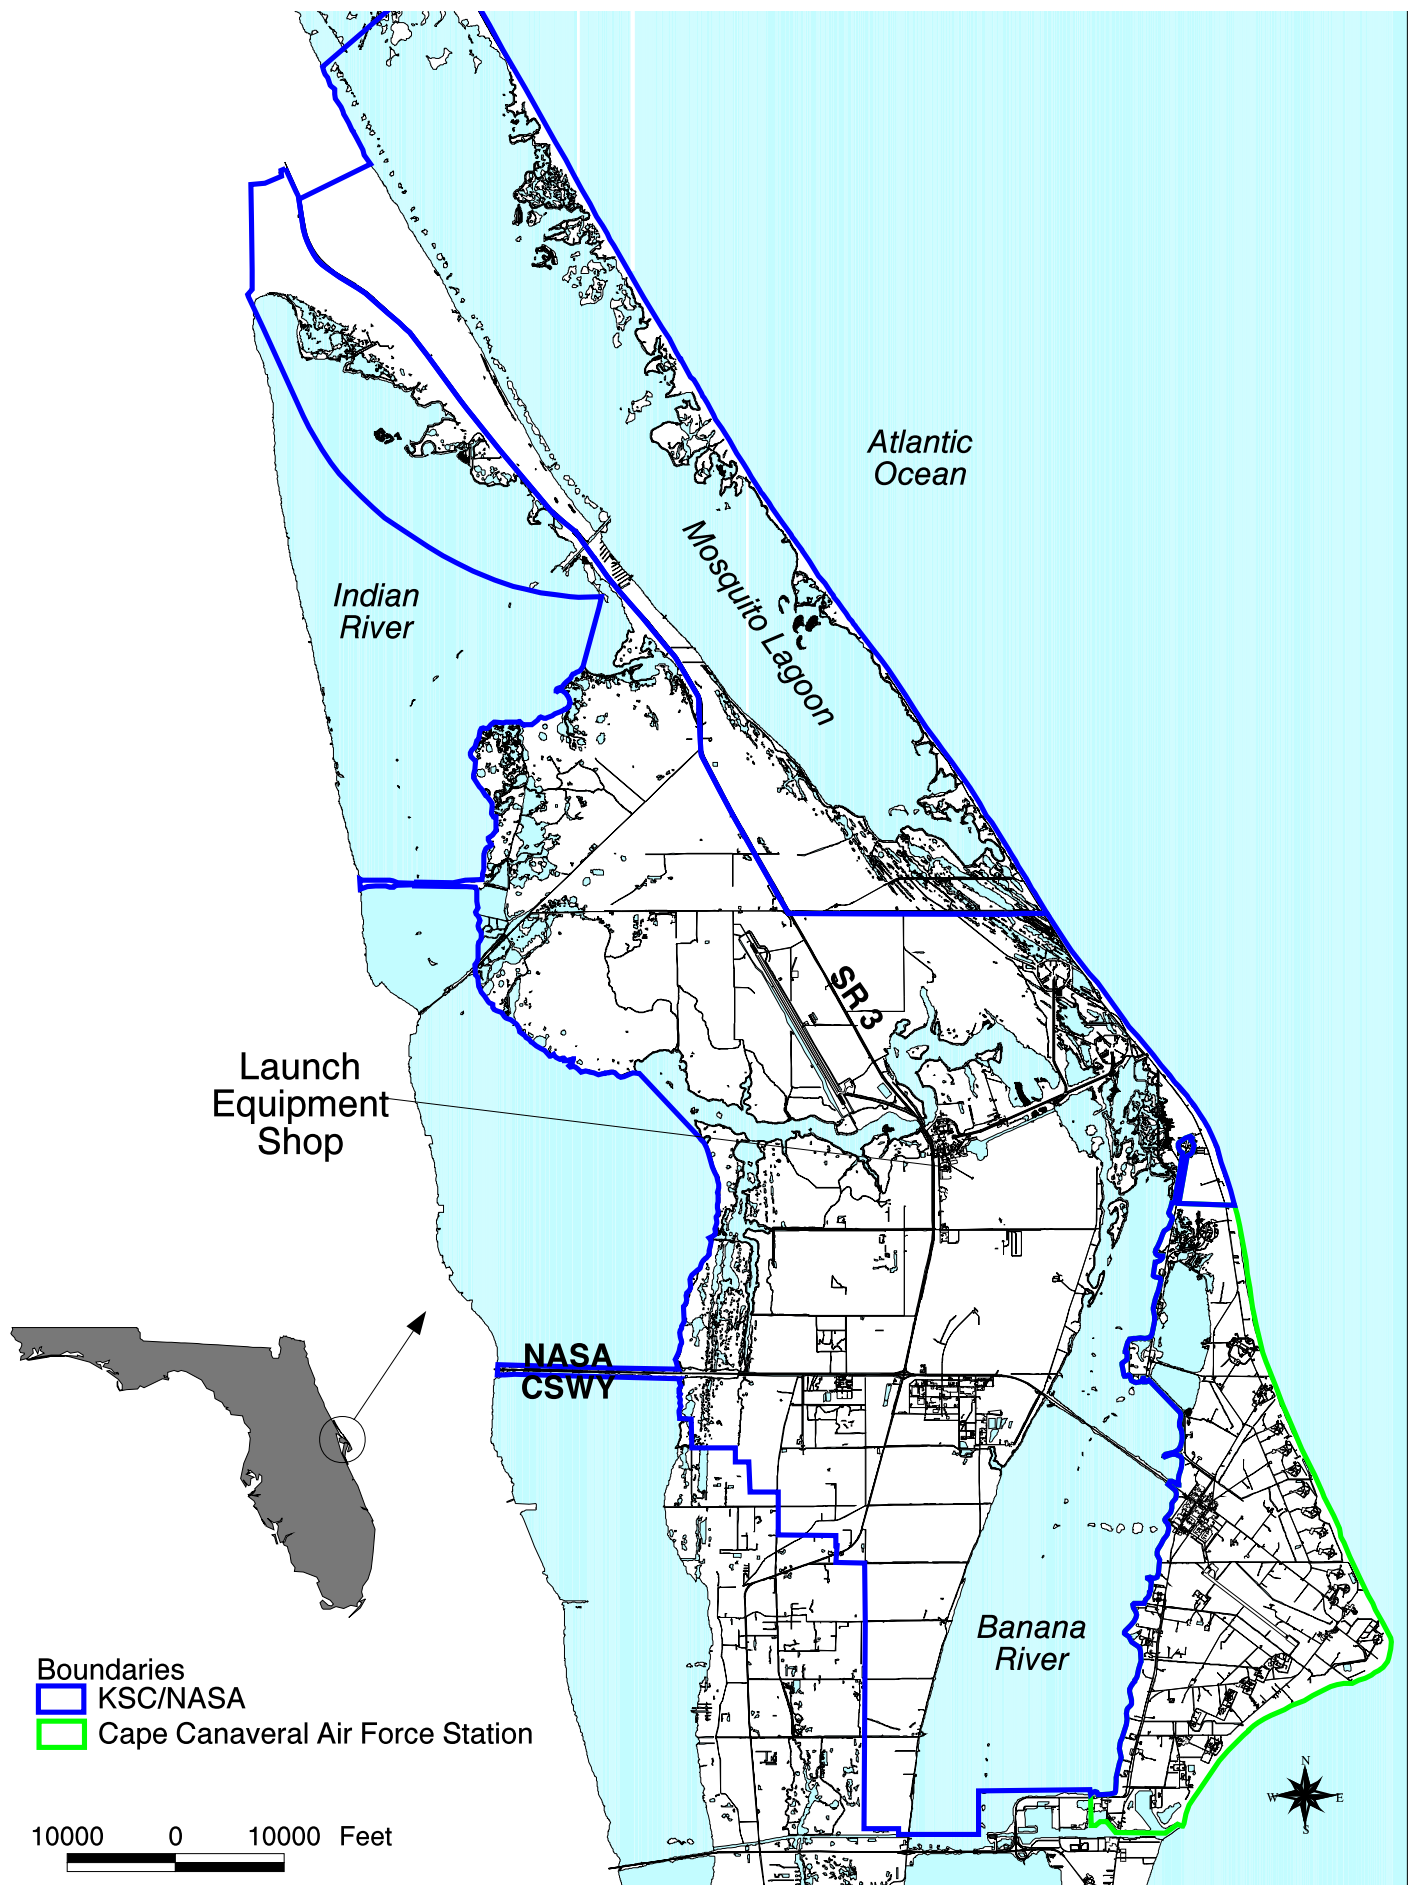 Atlantic
Ocean
Mosquito Lagoon
Indian
River
SR 3
Launch
Equipment
Shop
NASA
CSWY
Banana
River
Boundaries
KSC/NASA
Cape Canaveral Air Force Station
N
W E
S
10000 0 10000 Feet